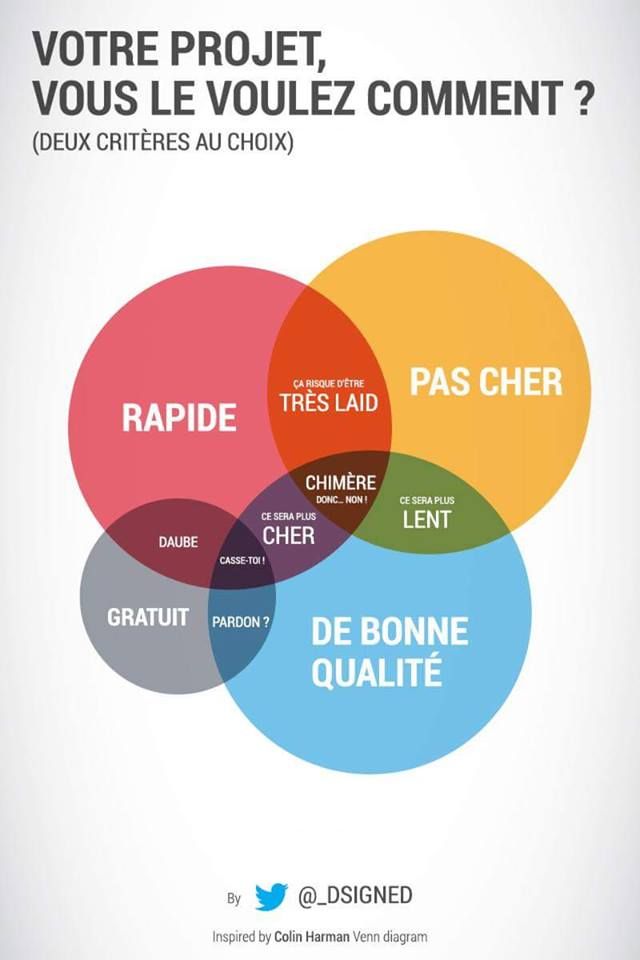 VOTRE PROJET,
VOUS LE VOULEZ COMMENT ?
(DEUX CRITÈRES AU CHOIX)
RAPIDE
ÇA RISQUE D'ÊTRE
TRÈS LAID
PAS CHER
CHIMÈRE
DONC... NON !
CE SERA PLUS
CHER
CE SERA PLUS
LENT
DAUBE
CASSE-TOI !
GRATUIT
PARDON ?
DE BONNE
QUALITÉ
By @_DSIGNED
Inspired by Colin Harman Venn diagram